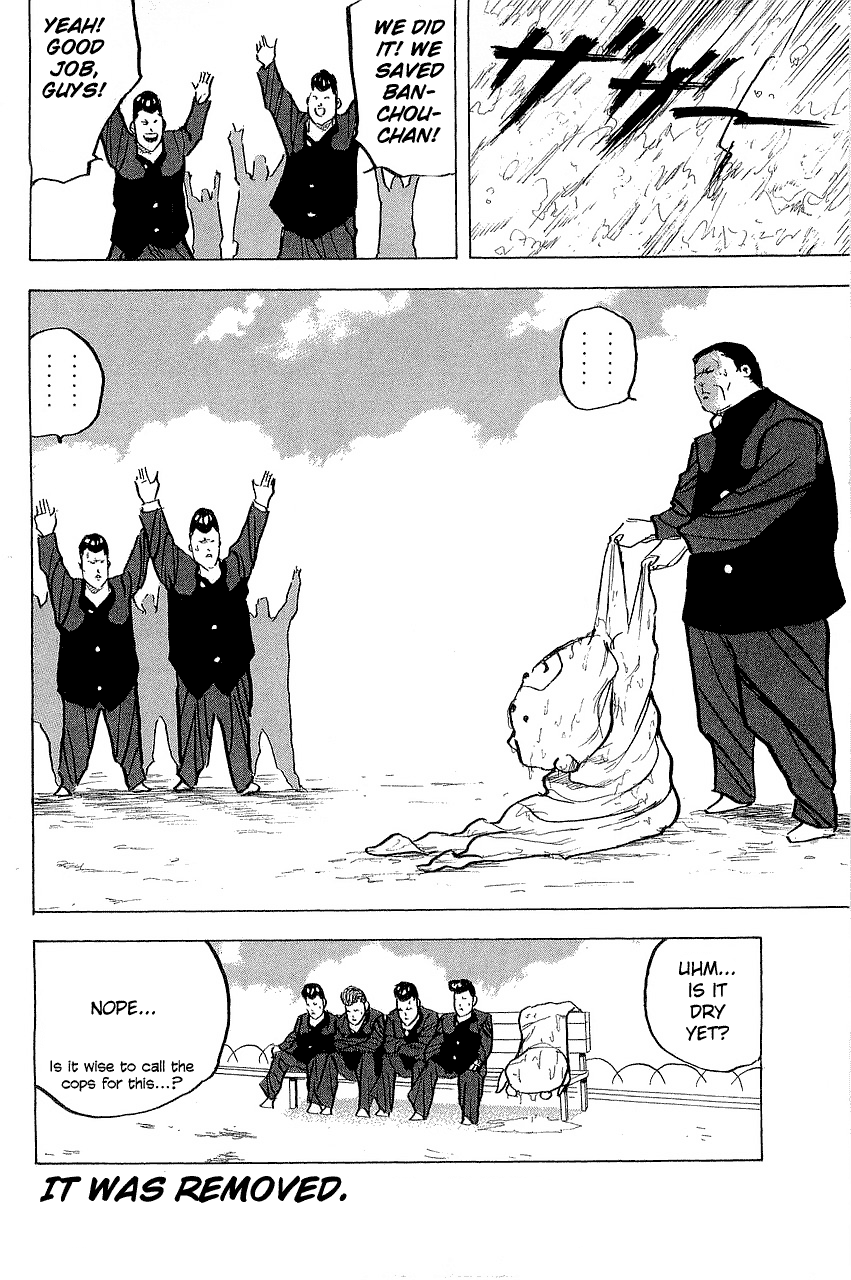 ザザー
WE DID
IT! WE
SAVED
BAN-
CHOU-
CHAN!
YEAH!
GOOD
JOB,
GUYS!
UHM...
IS IT
DRY
YET?
NOPE...
Is it wise to call the
cops for this...?
IT WAS REMOVED.